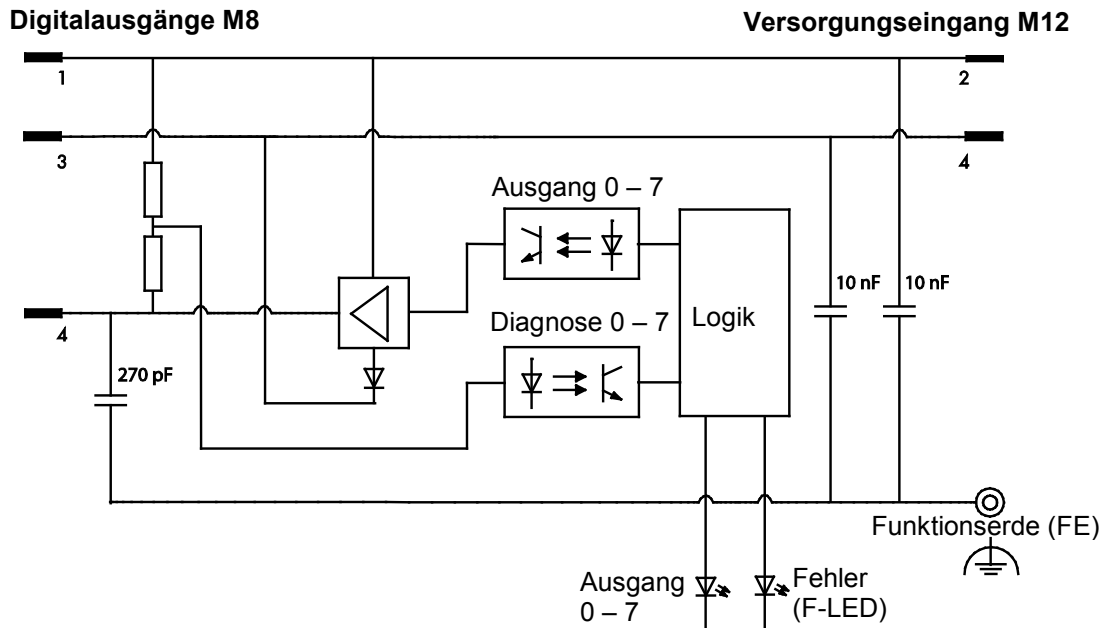 Digitalausgänge M8
Versorgungseingang M12
1
2
3
4
Ausgang 0 – 7
10 nF
10 nF
4
Diagnose 0 – 7
Logik
270 pF
Funktionserde (FE)
Ausgang
0 – 7
Fehler
(F-LED)